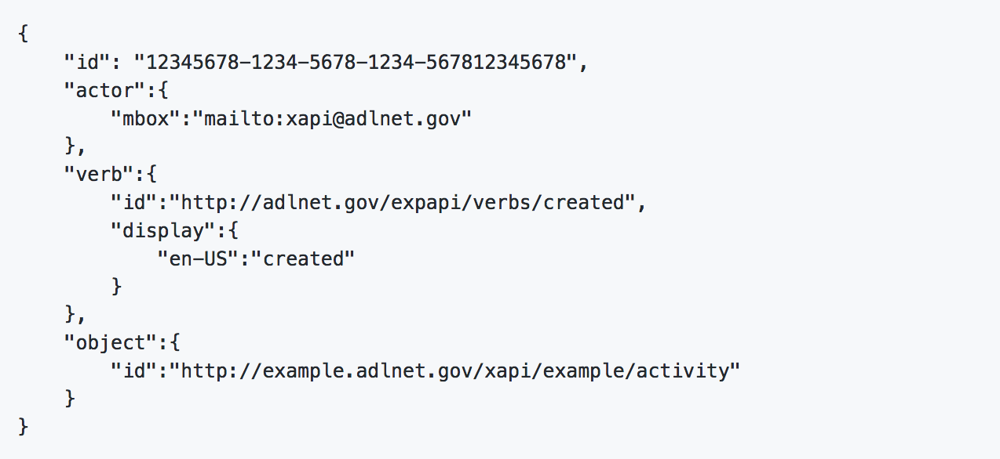 {
    "id": "12345678-1234-5678-1234-567812345678",
    "actor":{
        "mbox":"mailto:xapi@adlnet.gov"
    },
    "verb":{
        "id":"http://adlnet.gov/expapi/verbs/created",
        "display":{
            "en-US":"created"
        }
    },
    "object":{
        "id":"http://example.adlnet.gov/xapi/example/activity"
    }
}